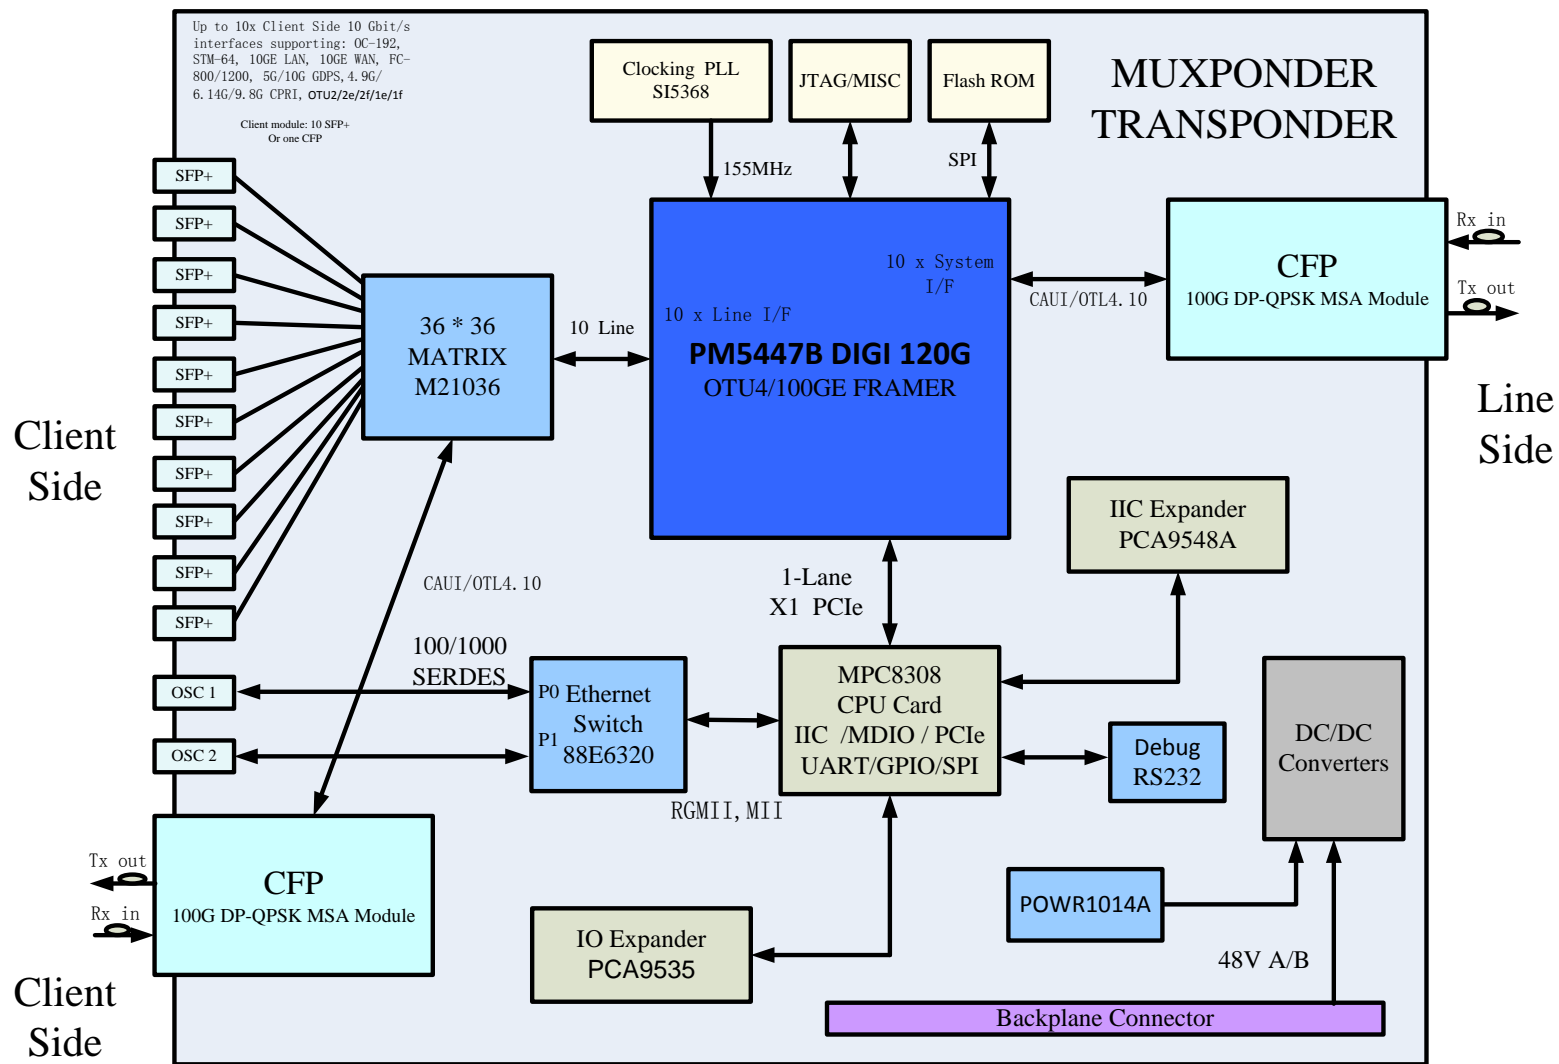 Up to 10x Client Side 10 Gbit/s
interfaces supporting: OC-192,
STM-64, 10GE LAN, 10GE WAN, FC-
800/1200, 5G/10G GDPS,4.9G/
6.14G/9.8G CPRI, OTU2/2e/2f/1e/1f
Client module: 10 SFP+
Or one CFP
Clocking PLL
SI5368
JTAG/MISC
Flash ROM
MUXPONDER
TRANSPONDER
155MHz
SPI
SFP+
SFP+
SFP+
SFP+
SFP+
SFP+
SFP+
SFP+
SFP+
SFP+
Client
Side
36 * 36
MATRIX
M21036
10 Line
10 x System
I/F
10 x Line I/F
PM5447B DIGI 120G
OTU4/100GE FRAMER
CAUI/OTL4.10
CFP
100G DP-QPSK MSA Module
Rx in
Tx out
Line
Side
IIC Expander
PCA9548A
CAUI/OTL4.10
1-Lane
X1 PCIe
100/1000
SERDES
OSC 1
OSC 2
P0
P1
Ethernet
Switch
88E6320
MPC8308
CPU Card
IIC /MDIO / PCIe
UART/GPIO/SPI
RGMII, MII
Debug
RS232
DC/DC
Converters
Tx out
Rx in
CFP
100G DP-QPSK MSA Module
Client
Side
IO Expander
PCA9535
POWR1014A
48V A/B
Backplane Connector